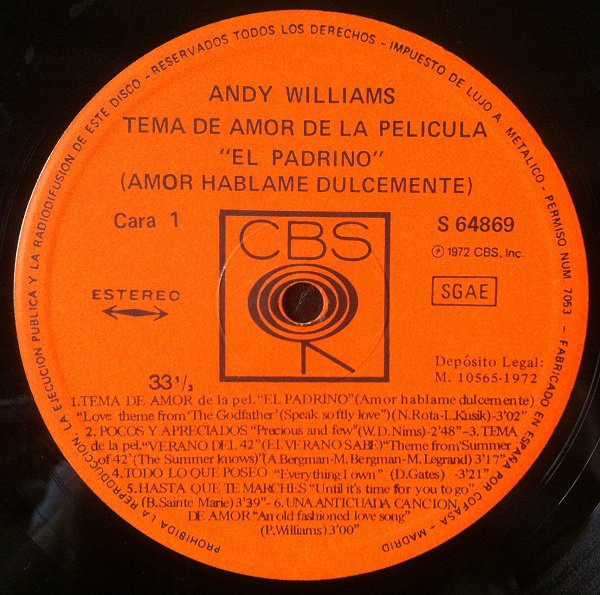 PROHIBIDA LA REPRODUCCION, LA EJECUCION PUBLICA Y LA RADIODIFUSION DE ESTE DISCO - RESERVADOS TODOS LOS DERECHOS - IMPUESTO DE LUJO A METALICO - PERMISO NUM 7053 - FABRICADO EN ESPAÑA POR COFASA - MADRID
ANDY WILLIAMS
TEMA DE AMOR DE LA PELICULA
"EL PADRINO"
(AMOR HABLAME DULCEMENTE)
Cara 1
S 64869
CBS
℗ 1972 CBS, Inc.
ESTEREO
SGAE
33 1/3
Depósito Legal:
M. 10565-1972
1.TEMA DE AMOR de la pel. "EL PADRINO" (Amor hablame dulcemente)
"Love theme from 'The Godfather' (Speak softly love") (N.Rota-L.Kusik) -3'02"
2. POCOS Y APRECIADOS "Precious and few" (W.D.Nims) -2'48"-3. TEMA
de la pel. "VERANO DEL 42" (EL VERANO SABE) "Theme from 'Summer
of 42' (The Summer knows)' (A Bergman-M. Bergman-M. Legrand) 3'17"
4. TODO LO QUE POSEO "Everything I own" (D.Gates) -3'21"
5. HASTA QUE TE MARCHES "Until it's time for you to go"
(B. Sainte Marie) 3'39"- 6. UNA ANTICUADA CANCION
DE AMOR "An old fashioned love song"
(P.Williams) 3'00"